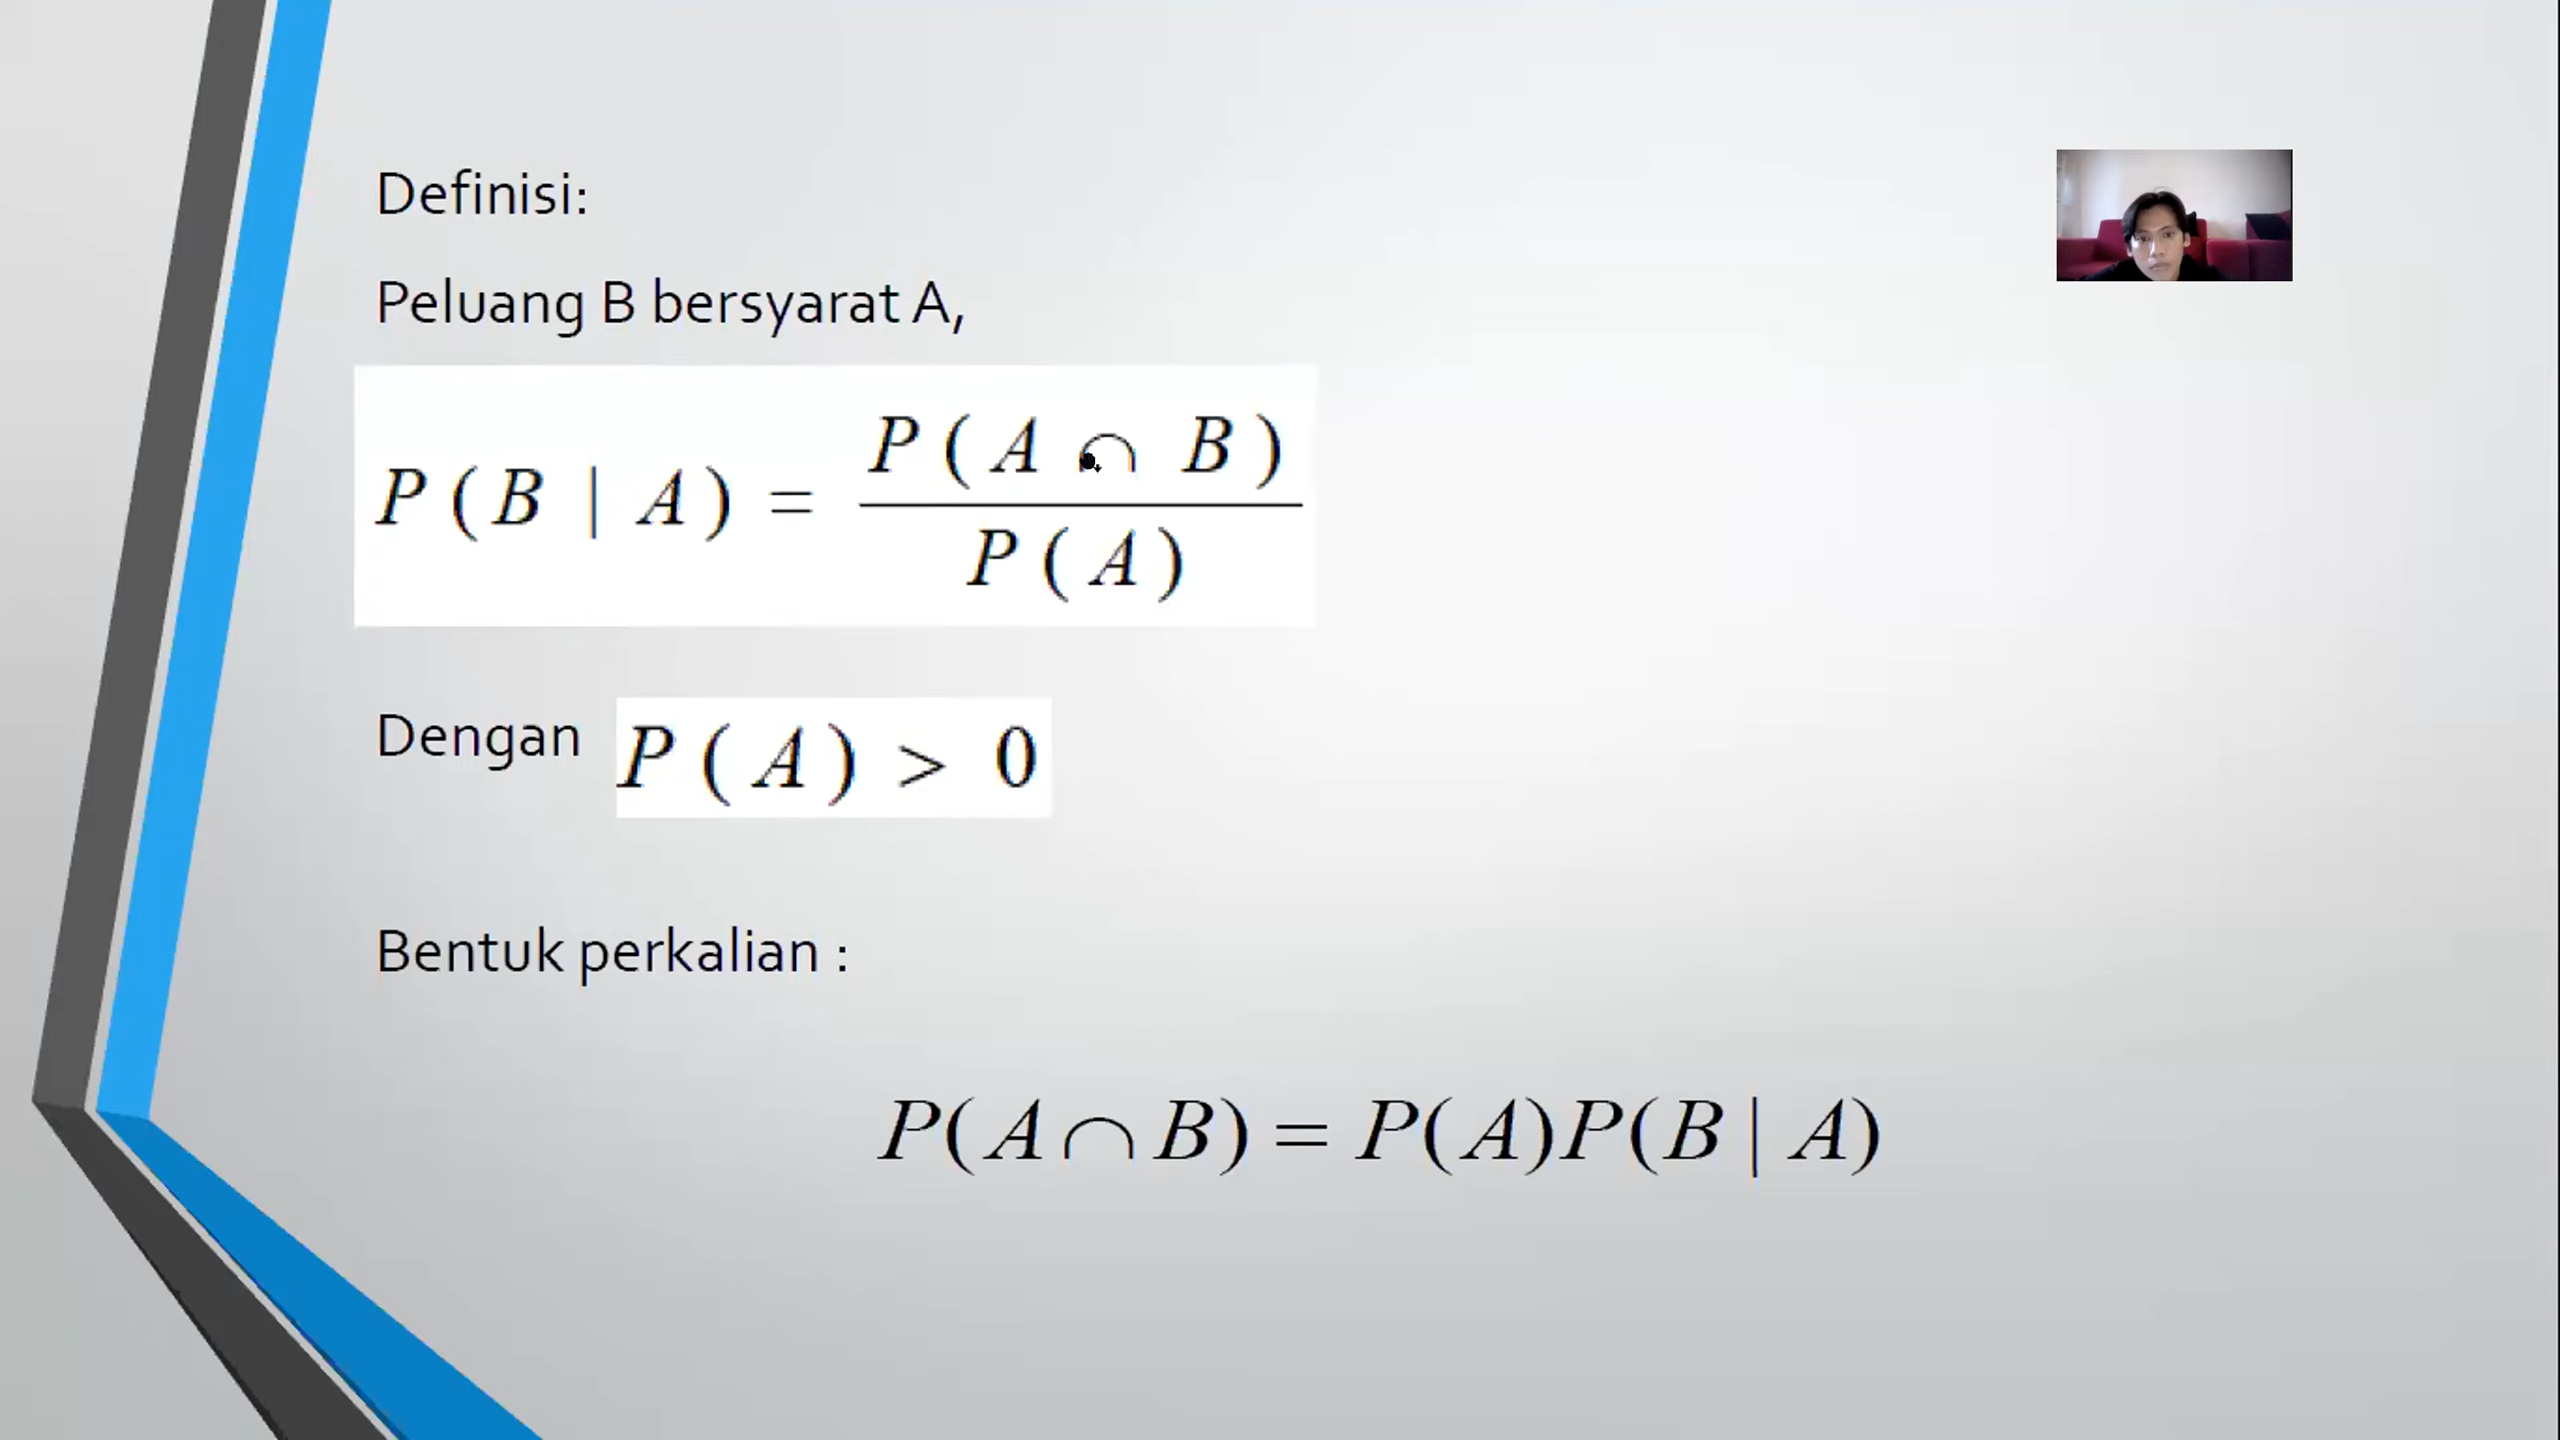 Definisi:
Peluang B bersyarat A,
P ( B | A ) = P ( A ∩ B ) / P ( A )
Dengan P ( A ) > 0
Bentuk perkalian :
P(A ∩ B) = P(A)P(B | A)